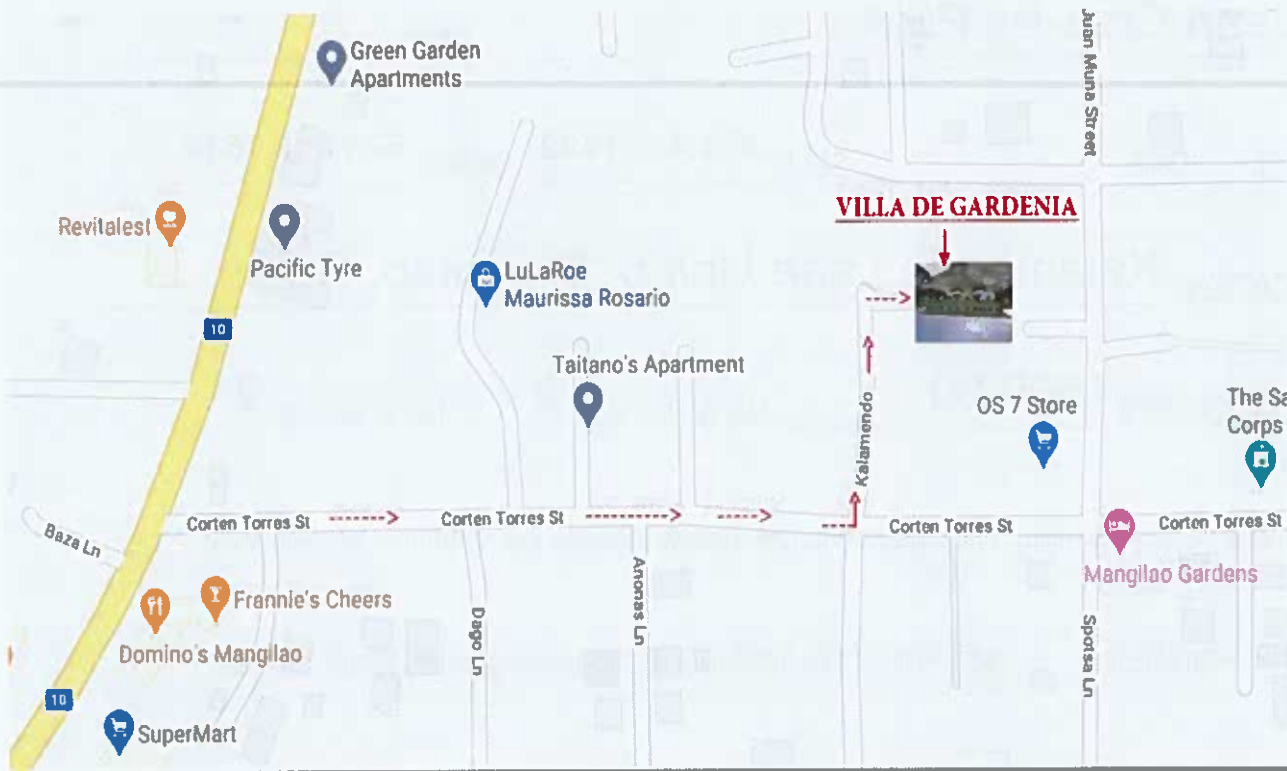 Green Garden
Apartments
Juan Muna Street
Revitalest
Pacific Tyre
VILLA DE GARDENIA
LuLaRoe
Maurissa Rosario
10
Taitano's Apartment
Kalamendo
OS 7 Store
The Sa
Corps
Baza Ln
Corten Torres St
Corten Torres St
Corten Torres St
Corten Torres St
Mangilao Gardens
Anonas Ln
Frannie's Cheers
Dago Ln
Domino's Mangilao
Spotsa Ln
10
SuperMart